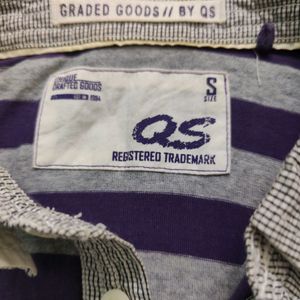 GRADED GOODS // BY QS
UNIQUE
CRAFTED GOODS
S
SIZE
QS
REGISTERED TRADEMARK